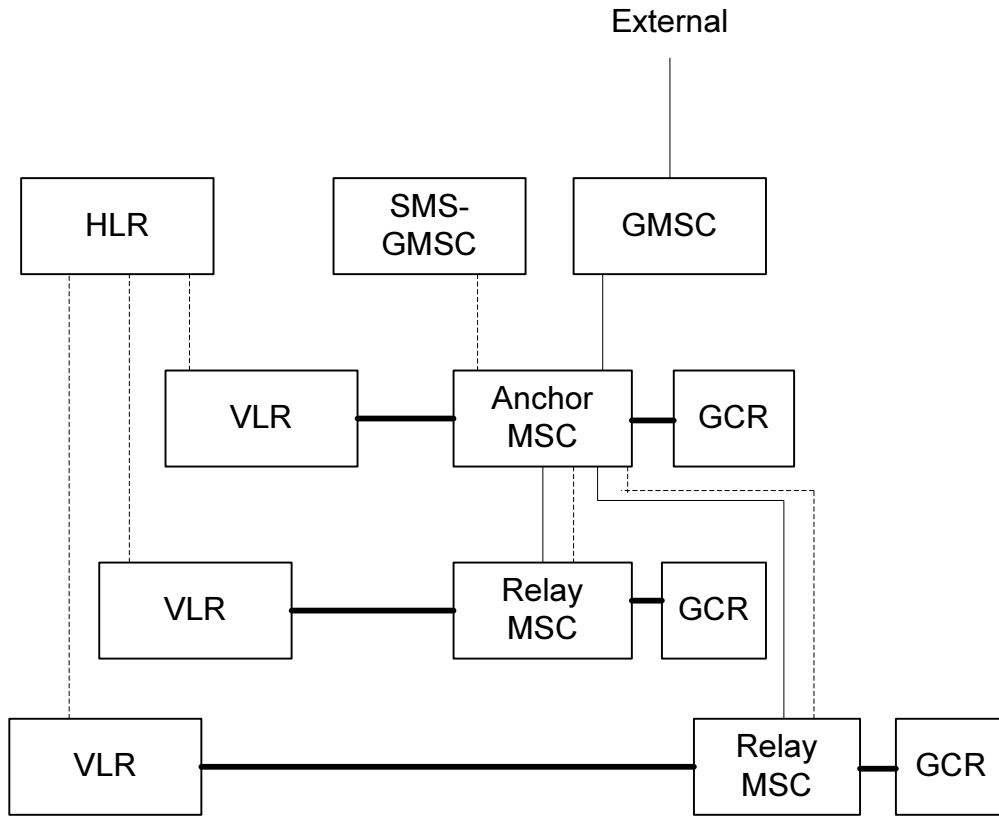 External
HLR
SMS-
GMSC
GMSC
VLR
Anchor
MSC
GCR
VLR
Relay
MSC
GCR
VLR
Relay
MSC
GCR